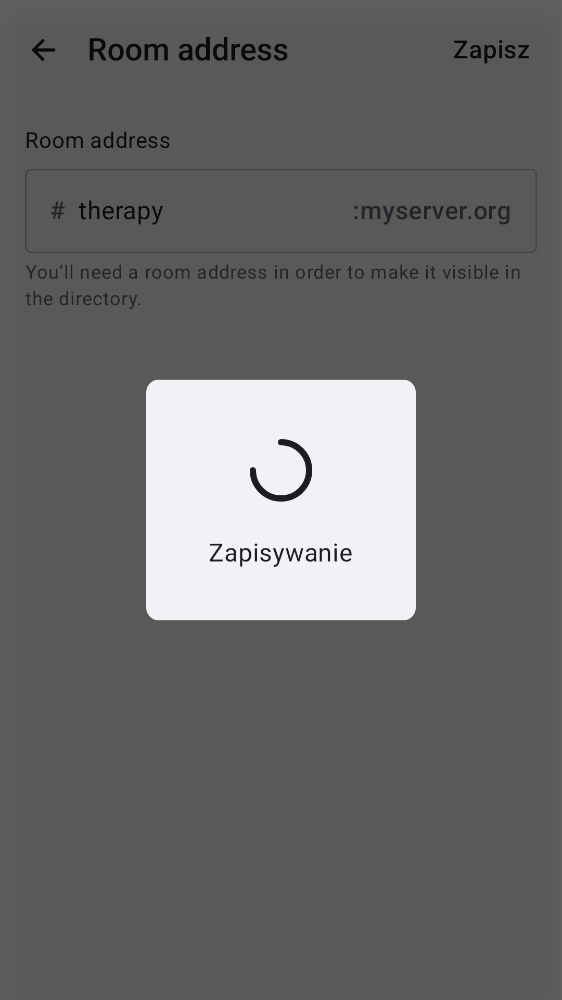 Room address
Zapisz
Room address
# therapy :myserver.org
You'll need a room address in order to make it visible in
the directory.
Zapisywanie